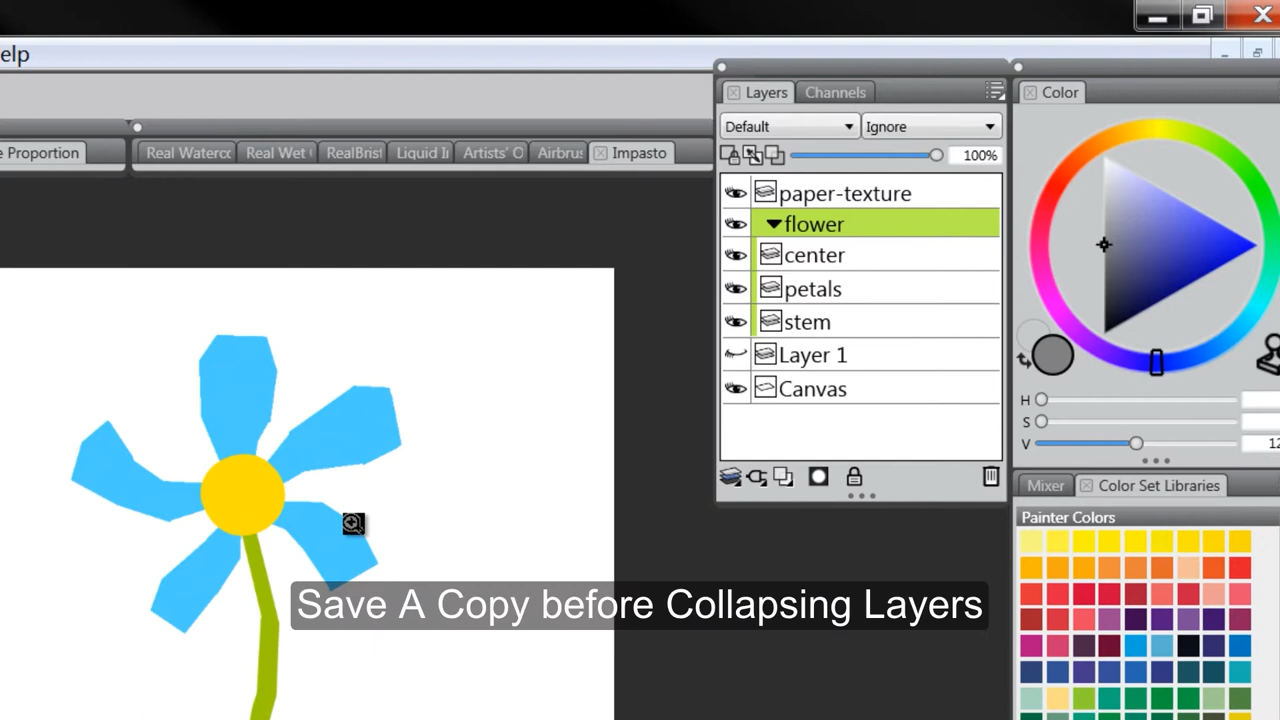 elp
Layers
Channels
Color
Default
Ignore
e Proportion
Real Waterco
Real Wet
RealBrist
Liquid I
Artists' O
Airbrus
Impasto
100%
paper-texture
flower
center
petals
stem
Layer 1
Canvas
H
S
V
12
Mixer
Color Set Libraries
Painter Colors
Save A Copy before Collapsing Layers